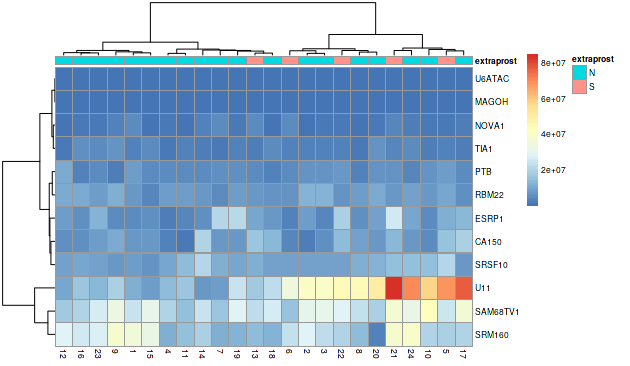 extraprost
U6ATAC
MAGOH
NOVA1
TIA1
PTB
RBM22
ESRP1
CA150
SRSF10
U11
SAM68TV1
SRM160
12 16 23 9 1 15 4 11 14 7 19 13 18 6 2 3 22 8 20 21 24 10 5 17
8e+07
6e+07
4e+07
2e+07
extraprost
N
S